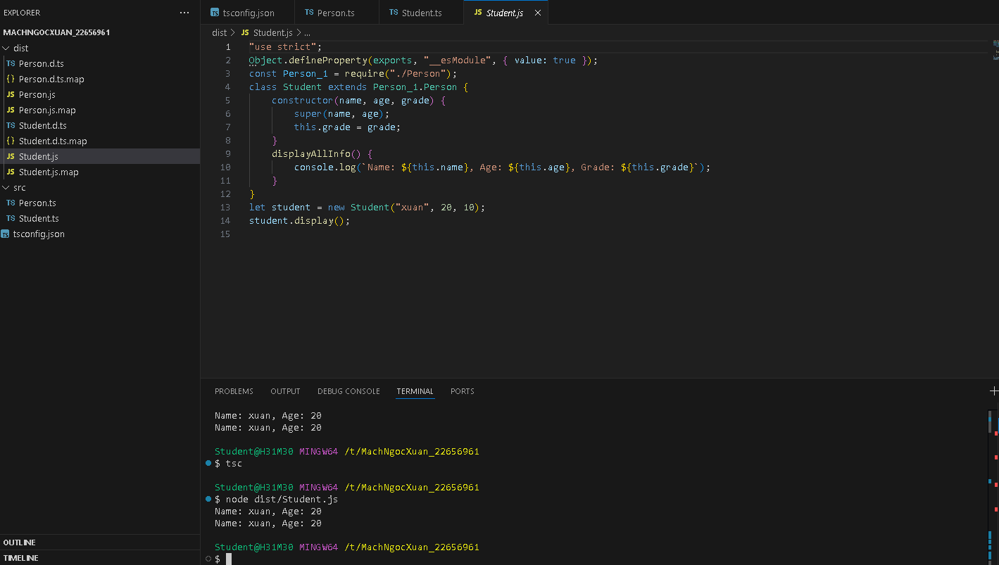 EXPLORER
MACHNGOCXUAN_22656961
dist
TS Person.d.ts
{} Person.d.ts.map
JS Person.js
JS Person.js.map
TS Student.d.ts
{} Student.d.ts.map
JS Student.js
JS Student.js.map
src
TS Person.ts
TS Student.ts
TS tsconfig.json
OUTLINE
TIMELINE
TS tsconfig.json TS Person.ts TS Student.ts JS Student.js
dist > JS Student.js > ...
1 "use strict";
2 Object.defineProperty(exports, "__esModule", { value: true });
3 const Person_1 = require("./Person");
4 class Student extends Person_1.Person {
5 constructor(name, age, grade) {
6 super(name, age);
7 this.grade = grade;
8 }
9 displayAllInfo() {
10 console.log(`Name: ${this.name}, Age: ${this.age}, Grade: ${this.grade}`);
11 }
12 }
13 let student = new Student("xuan", 20, 10);
14 student.display();
15
PROBLEMS OUTPUT DEBUG CONSOLE TERMINAL PORTS
Name: xuan, Age: 20
Name: xuan, Age: 20
Student@H31M30 MINGW64 /t/MachNgocXuan_22656961
$ tsc
Student@H31M30 MINGW64 /t/MachNgocXuan_22656961
$ node dist/Student.js
Name: xuan, Age: 20
Name: xuan, Age: 20
Student@H31M30 MINGW64 /t/MachNgocXuan_22656961
$